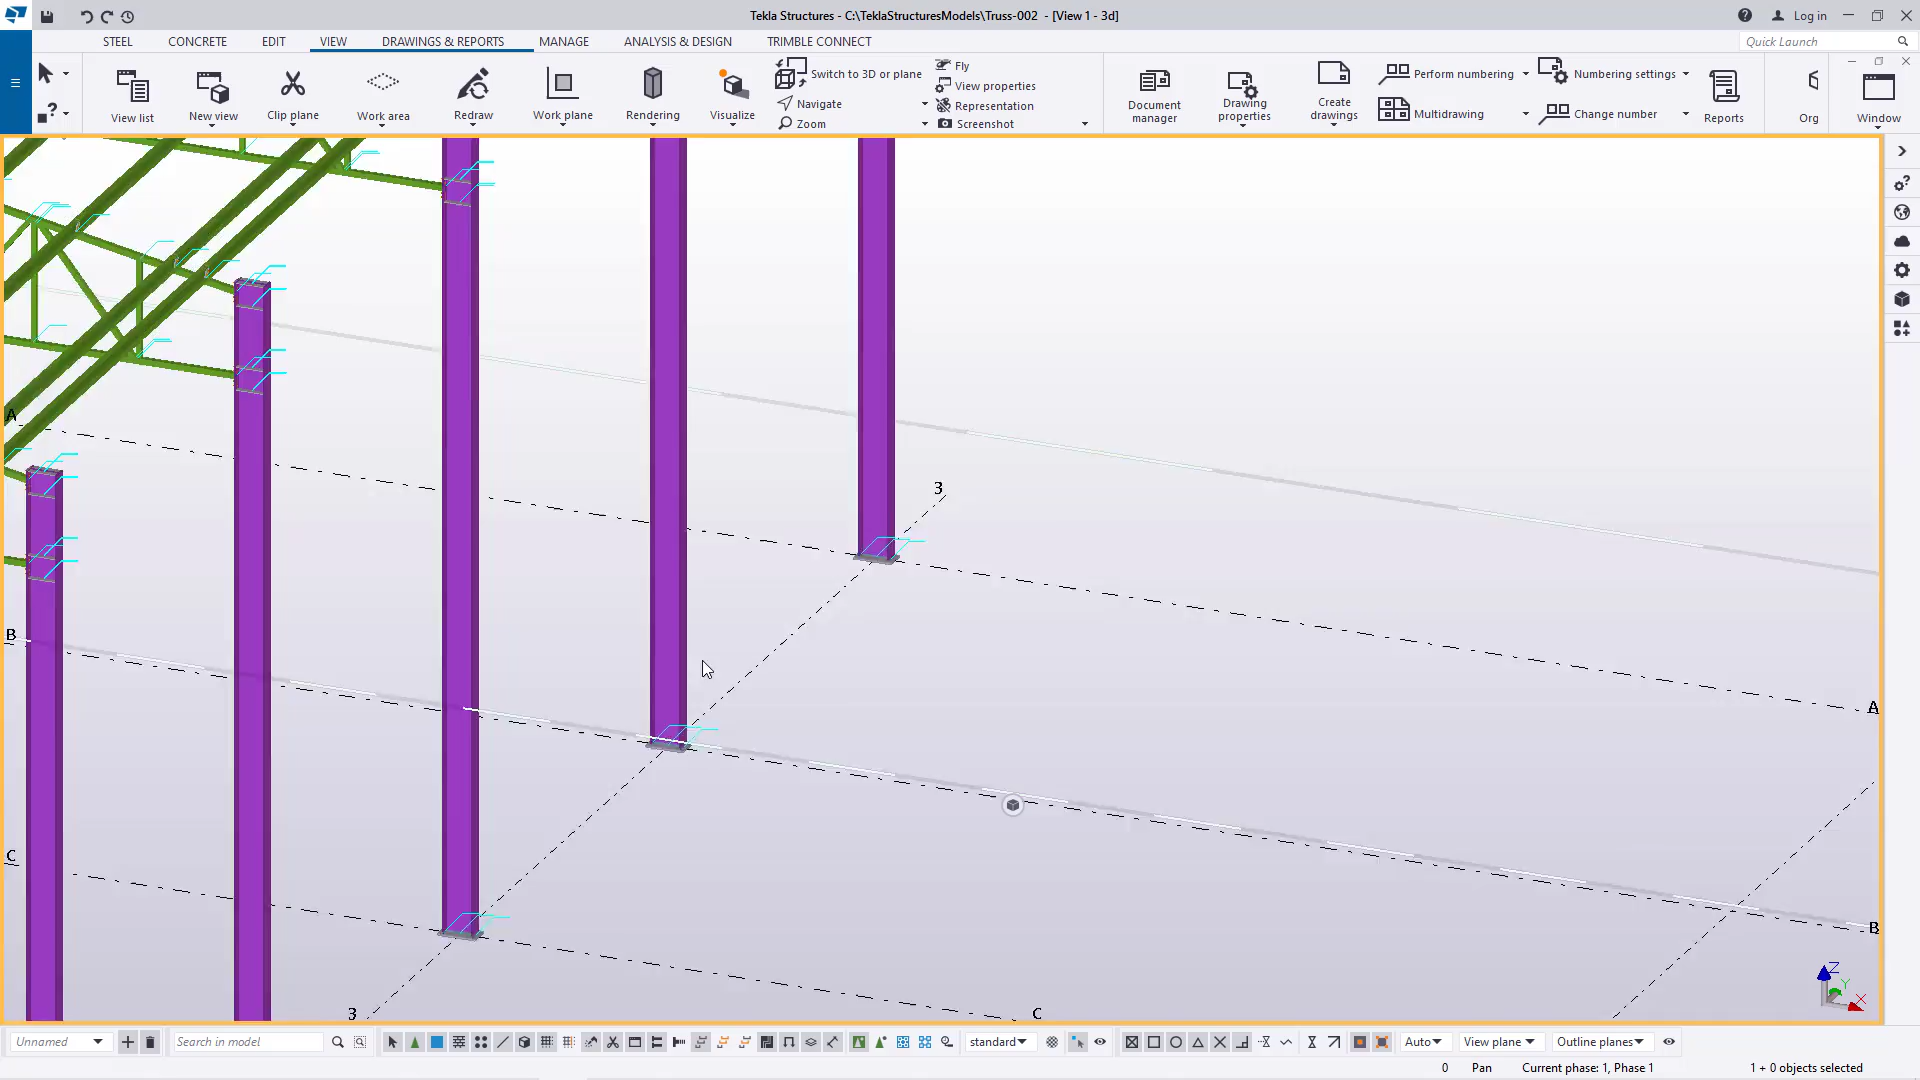 Tekla Structures - C:\TeklaStructuresModels\Truss-002 - [View 1 - 3d]
Log in
STEEL CONCRETE EDIT VIEW DRAWINGS & REPORTS MANAGE ANALYSIS & DESIGN TRIMBLE CONNECT
Quick Launch
View list
New view
Clip plane
Work area
Redraw
Work plane
Rendering
Visualize
Switch to 3D or plane
Navigate
Zoom
Fly
View properties
Representation
Screenshot
Document manager
Drawing properties
Create drawings
Perform numbering
Multidrawing
Numbering settings
Change number
Reports
Org
Window
A
3
B
A
C
B
3
C
Z
Y
X
Unnamed
Search in model
standard
Auto
View plane
Outline planes
0 Pan Current phase: 1, Phase 1 1 + 0 objects selected